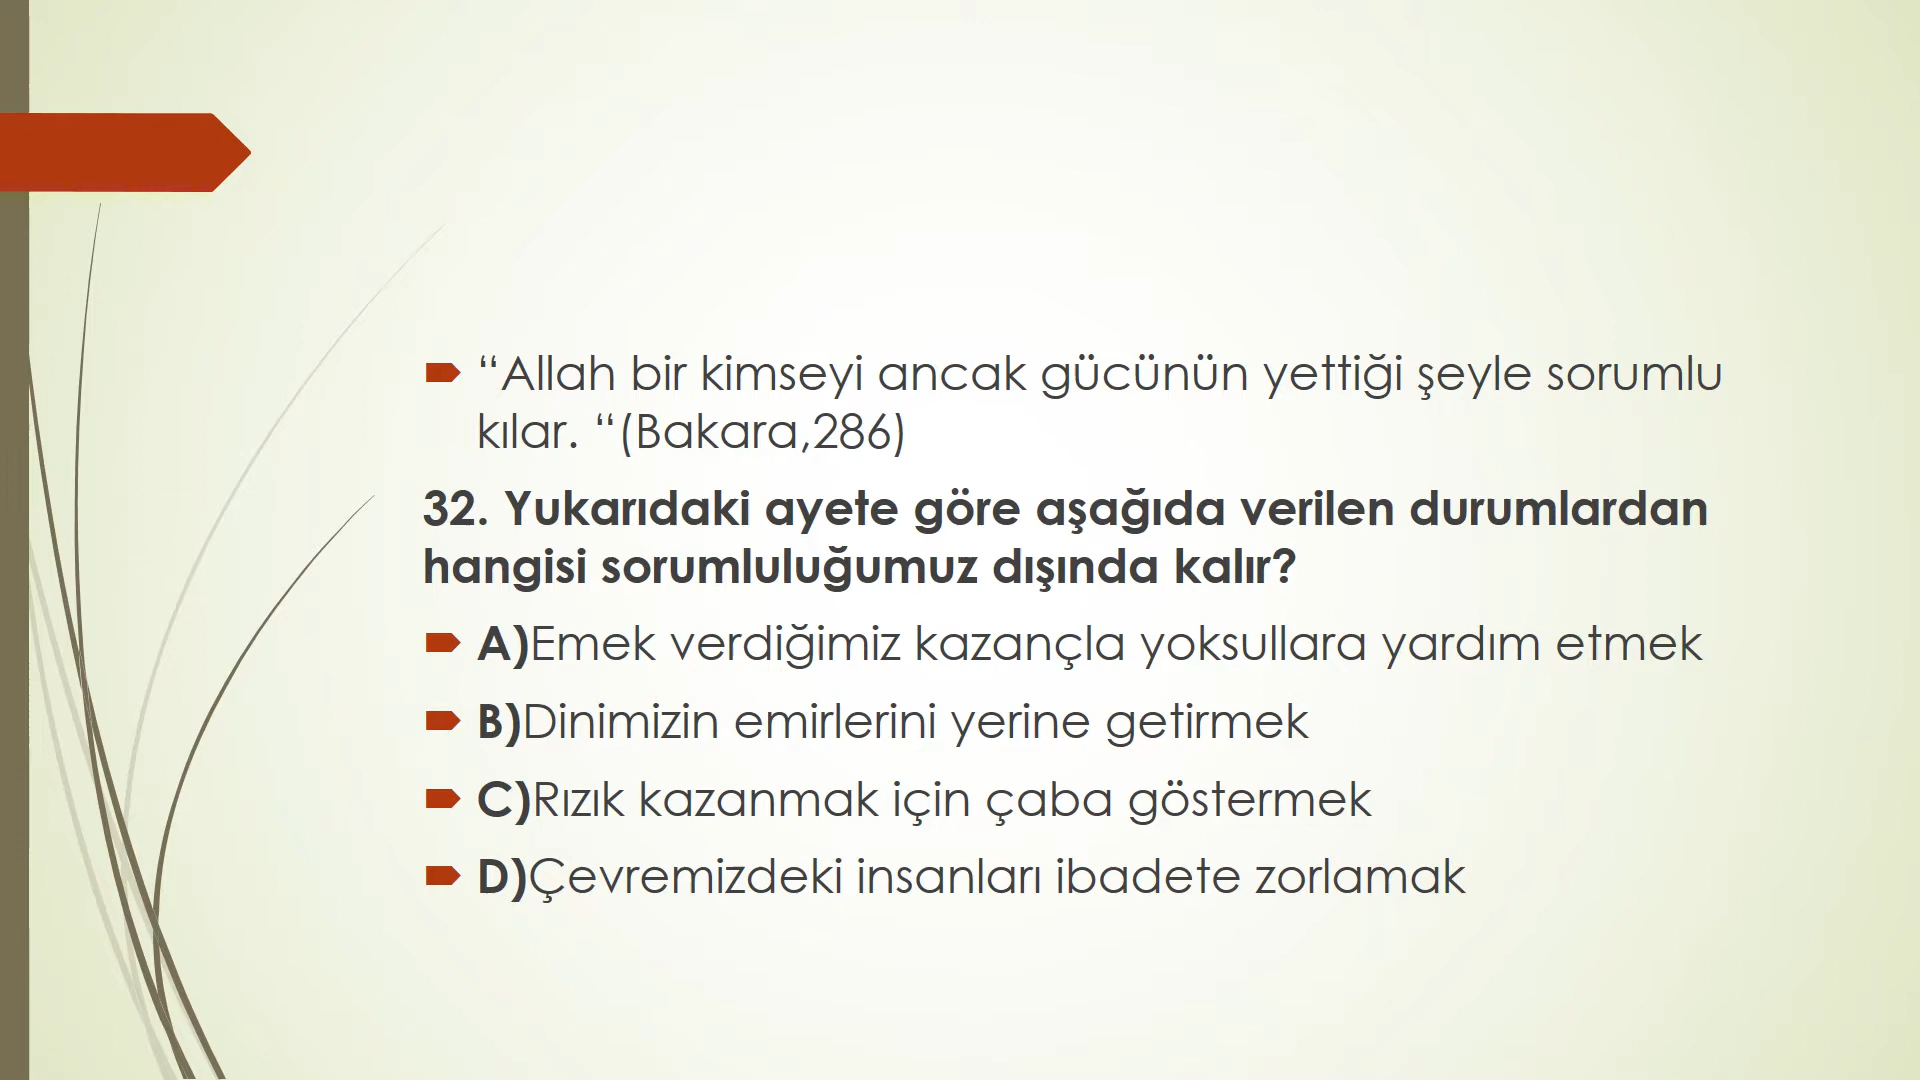 “Allah bir kimseyi ancak gücünün yettiği şeyle sorumlu
kılar. “(Bakara,286)
32. Yukarıdaki ayete göre aşağıda verilen durumlardan
hangisi sorumluluğumuz dışında kalır?
A)Emek verdiğimiz kazançla yoksullara yardım etmek
B)Dinimizin emirlerini yerine getirmek
C)Rızık kazanmak için çaba göstermek
D)Çevremizdeki insanları ibadete zorlamak